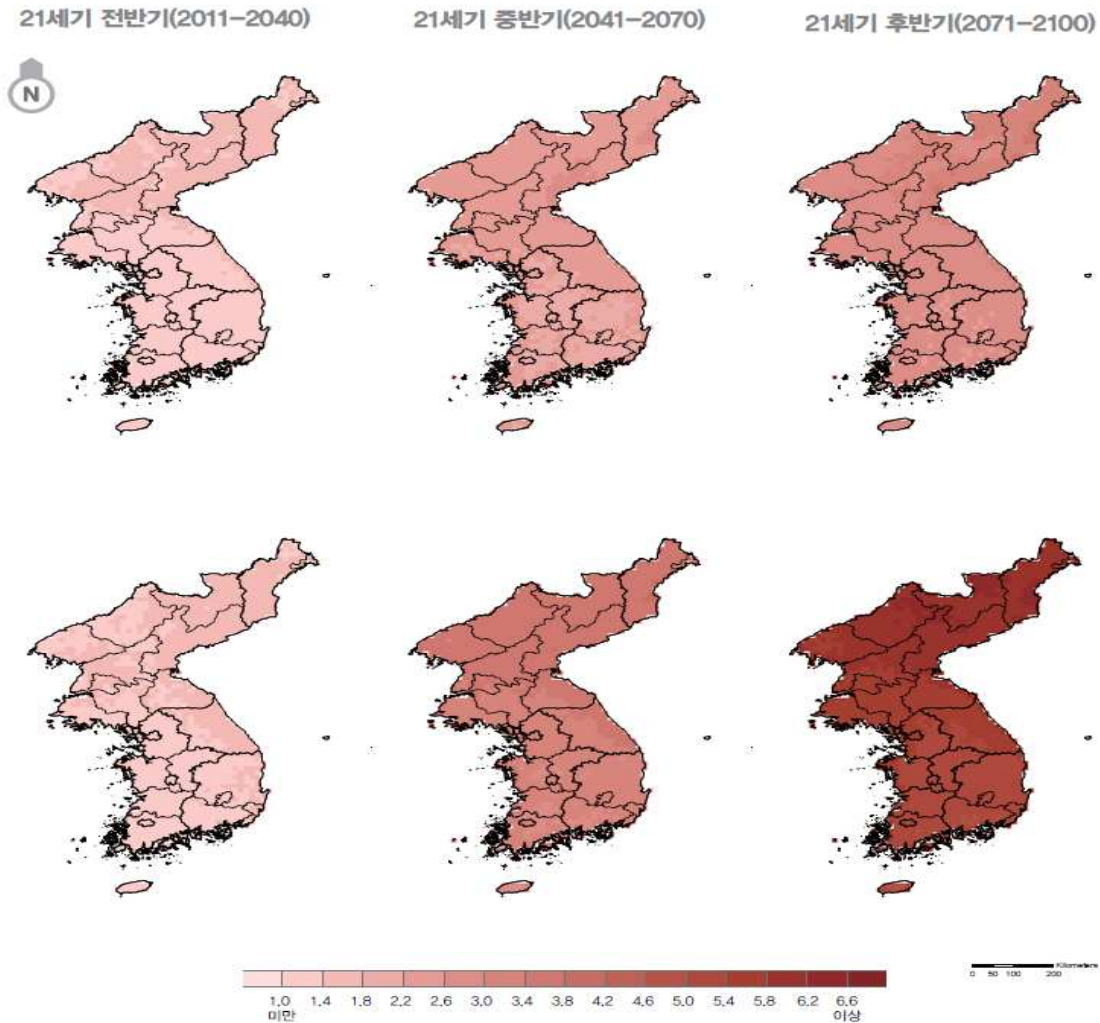 21세기 전반기(2011-2040) 21세기 중반기(2041-2070) 21세기 후반기(2071-2100)
N
1.0 1.4 1.8 2.2 2.6 3.0 3.4 3.8 4.2 4.6 5.0 5.4 5.8 6.2 6.6
미만 이상
Kilometers
0 50 100 200